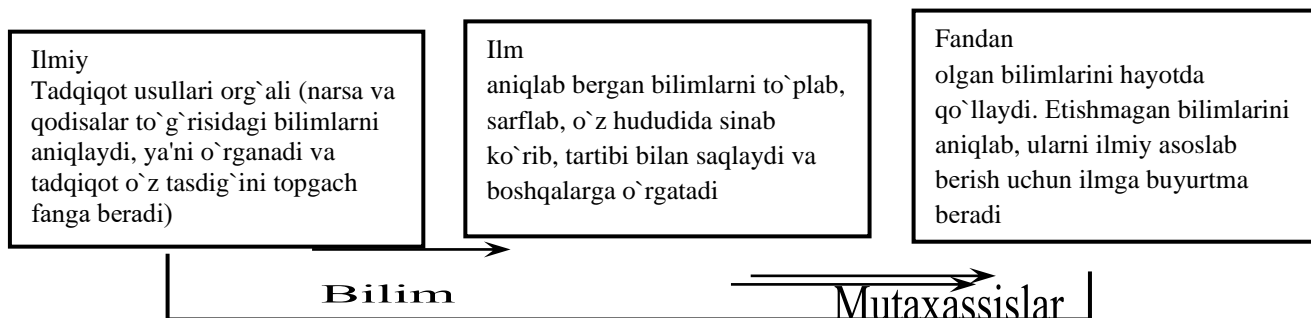 Ilmiy
Tadqiqot usullari org`ali (narsa va
qodisalar to`g`risidagi bilimlarni
aniqlaydi, ya'ni o`rganadi va
tadqiqot o`z tasdig`ini topgach
fanga beradi)
Ilm
aniqlab bergan bilimlarni to`plab,
sarflab, o`z hududida sinab
ko`rib, tartibi bilan saqlaydi va
boshqalarga o`rgatadi
Fandan
olgan bilimlarini hayotda
qo`llaydi. Etishmagan bilimlarini
aniqlab, ularni ilmiy asoslab
berish uchun ilmga buyurtma
beradi
Bilim
Mutaxassislar